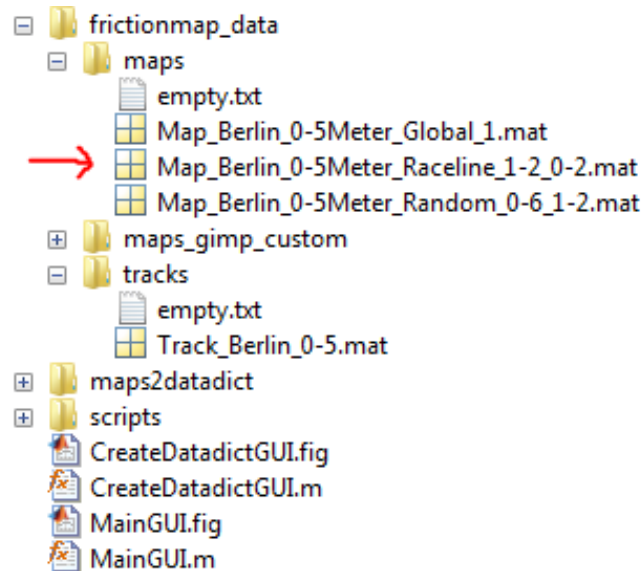 frictionmap_data
maps
empty.txt
Map_Berlin_0-5Meter_Global_1.mat
Map_Berlin_0-5Meter_Raceline_1-2_0-2.mat
Map_Berlin_0-5Meter_Random_0-6_1-2.mat
maps_gimp_custom
tracks
empty.txt
Track_Berlin_0-5.mat
maps2datadict
scripts
CreateDatadictGUI.fig
CreateDatadictGUI.m
MainGUI.fig
MainGUI.m